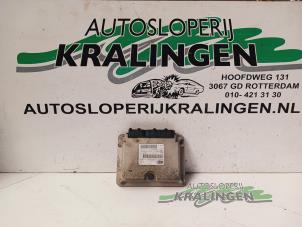 AUTOSLOPERIJ
KRALINGEN
HOOFDWEG 131
3067 GD ROTTERDAM
010- 421 31 30
AUTOSLOPERIJKRALINGEN.NL
AUTOSLOPERIJ
KRALINGEN